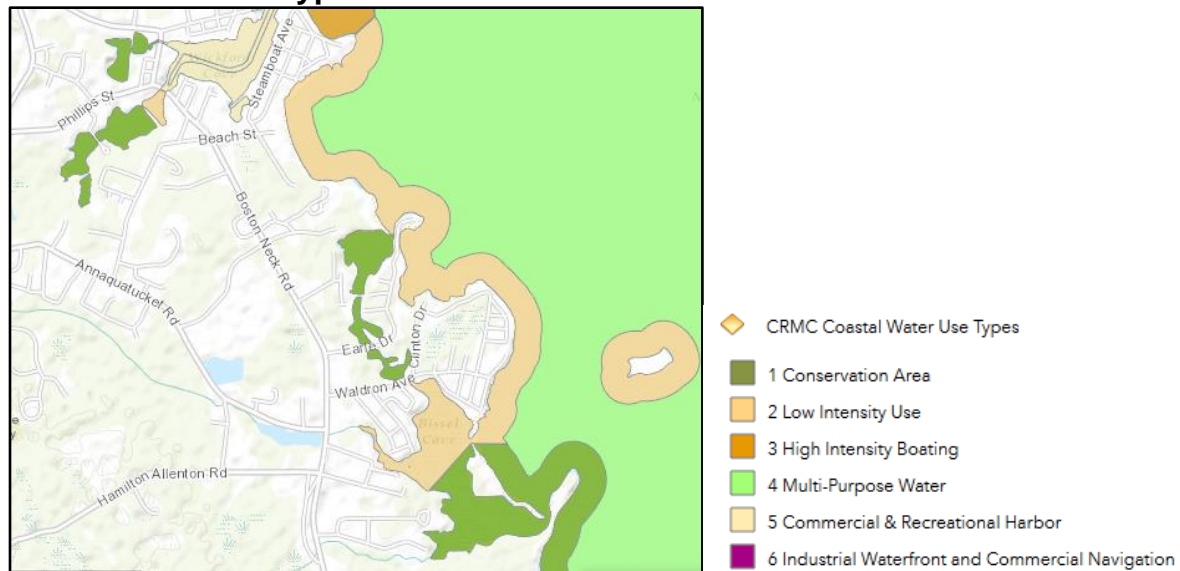 Steamboat Ave
Wickford
Cove
Phillips St
Beach St
Boston-Neck-Rd
Annaquatucket Rd
Clinton Dr
Earle Dr
Waldron Ave
Bissel
Cove
Hamilton Allenton Rd
CRMC Coastal Water Use Types
1 Conservation Area
2 Low Intensity Use
3 High Intensity Boating
4 Multi-Purpose Water
5 Commercial & Recreational Harbor
6 Industrial Waterfront and Commercial Navigation